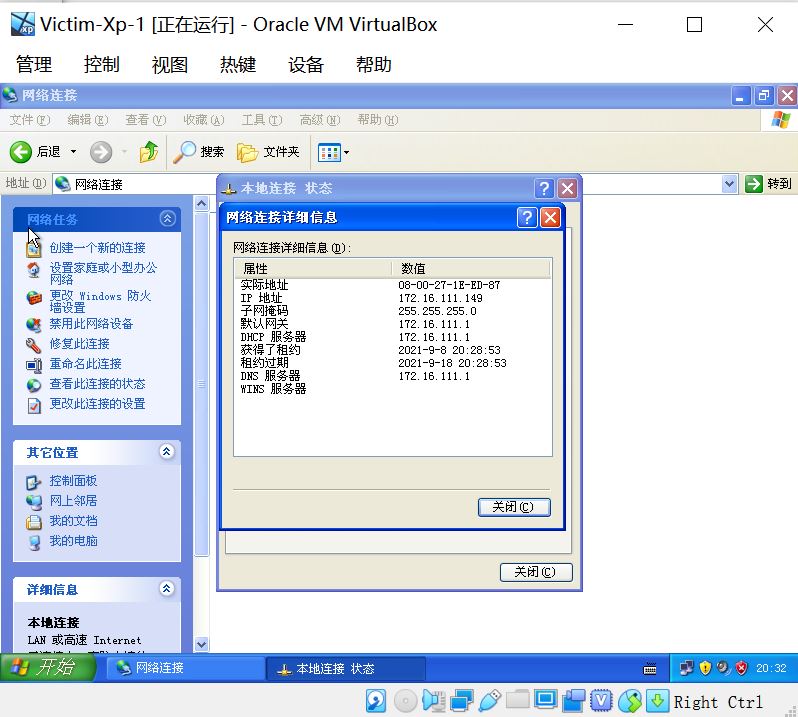 Victim-Xp-1 [正在运行] - Oracle VM VirtualBox
管理 控制 视图 热键 设备 帮助
网络连接
文件(F) 编辑(E) 查看(V) 收藏(A) 工具(T) 高级(N) 帮助(H)
后退 搜索 文件夹
地址(D) 网络连接 转到
本地连接 状态
网络连接详细信息
网络连接详细信息(D):
属性 数值
实际地址 08-00-27-1E-ED-87
IP 地址 172.16.111.149
子网掩码 255.255.255.0
默认网关 172.16.111.1
DHCP 服务器 172.16.111.1
获得了租约 2021-9-8 20:28:53
租约过期 2021-9-18 20:28:53
DNS 服务器 172.16.111.1
WINS 服务器
关闭(C)
关闭(C)
网络任务
创建一个新的连接
设置家庭或小型办公
网络
更改 Windows 防火
墙设置
禁用此网络设备
修复此连接
重命名此连接
查看此连接的状态
更改此连接的设置
其它位置
控制面板
网上邻居
我的文档
我的电脑
详细信息
本地连接
LAN 或高速 Internet
开始 网络连接 本地连接 状态 20:32
Right Ctrl